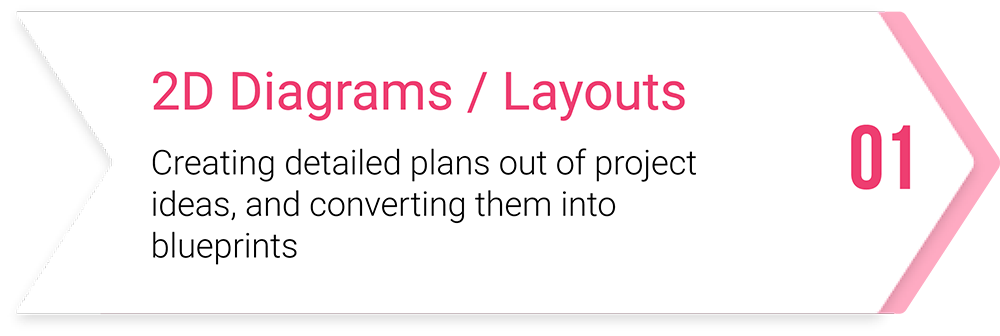 2D Diagrams / Layouts
Creating detailed plans out of project
ideas, and converting them into
blueprints
01